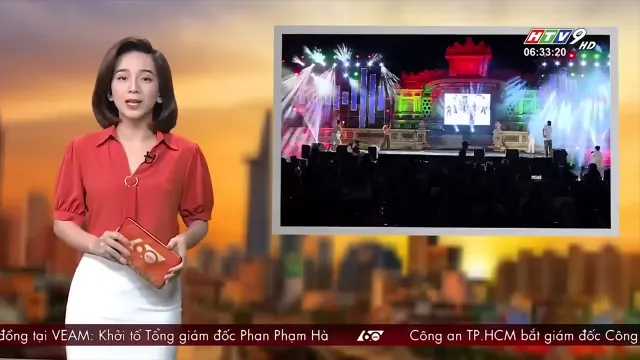 HTV9 HD
06:33:20
đồng tại VEAM: Khởi tố Tổng giám đốc Phan Phạm Hà
Công an TP.HCM bắt giám đốc Công